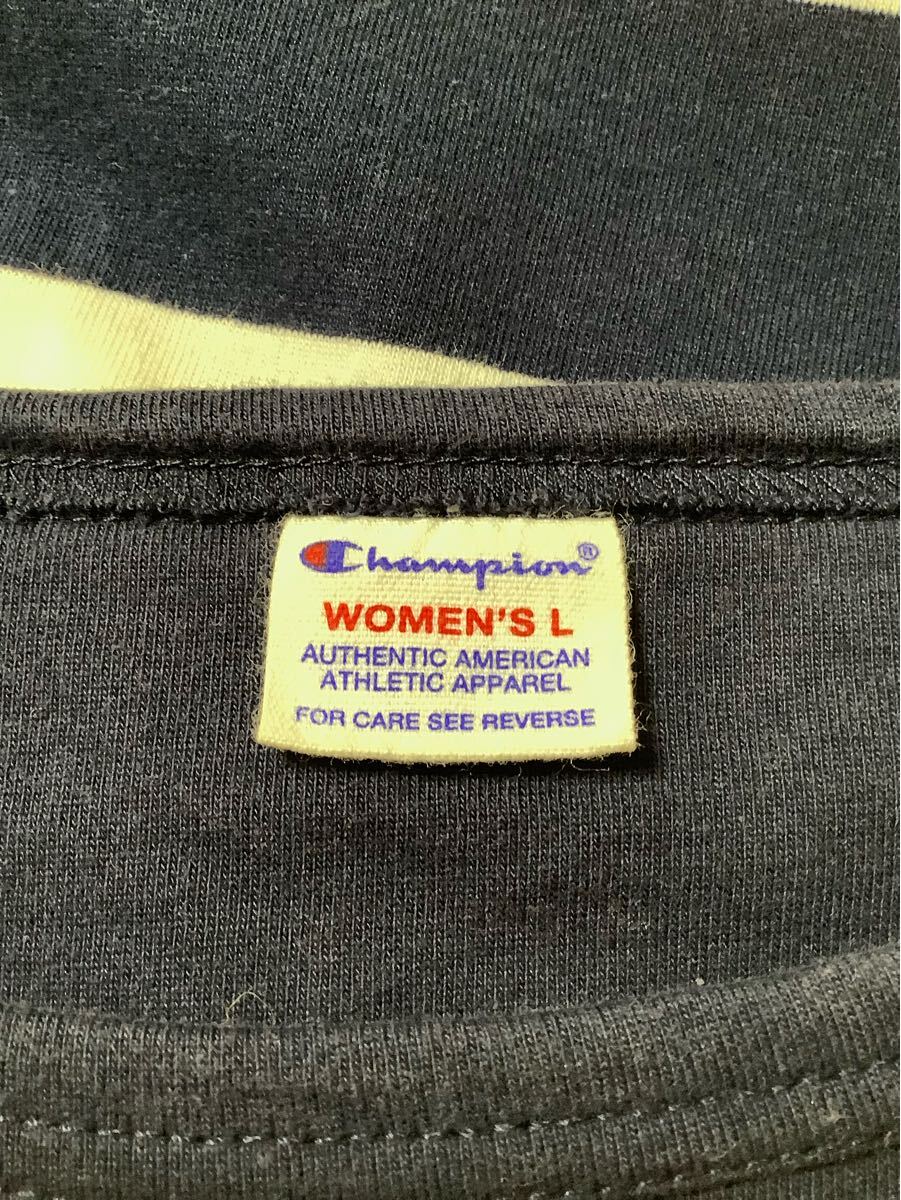 Champion®
WOMEN'S L
AUTHENTIC AMERICAN
ATHLETIC APPAREL
FOR CARE SEE REVERSE